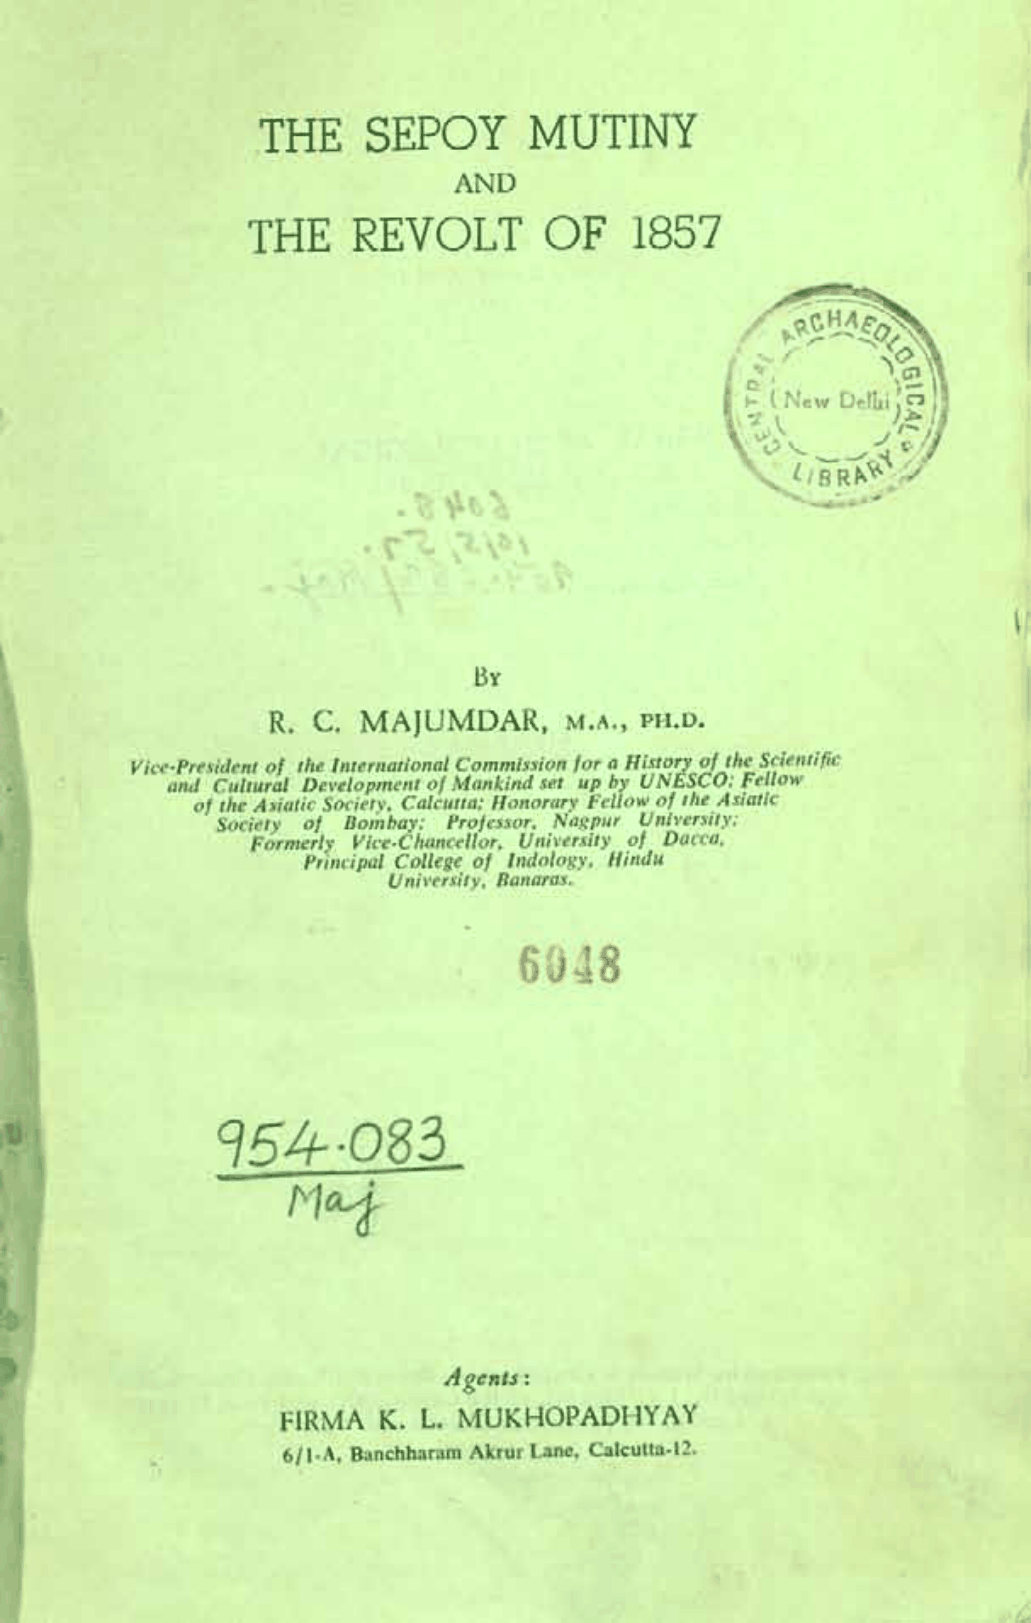 THE SEPOY MUTINY
AND
THE REVOLT OF 1857
CENTRAL ARCHAEOLOGICAL LIBRARY
New Delhi
6048.
10/5/57.
By
R. C. MAJUMDAR, M.A., PH.D.
Vice-President of the International Commission for a History of the Scientific
and Cultural Development of Mankind set up by UNESCO; Fellow
of the Asiatic Society, Calcutta; Honorary Fellow of the Asiatic
Society of Bombay; Professor, Nagpur University;
Formerly Vice-Chancellor, University of Dacca,
Principal College of Indology, Hindu
University, Banaras.
6048
954.083
Maj
Agents:
FIRMA K. L. MUKHOPADHYAY
6/1-A, Banchharam Akrur Lane, Calcutta-12.